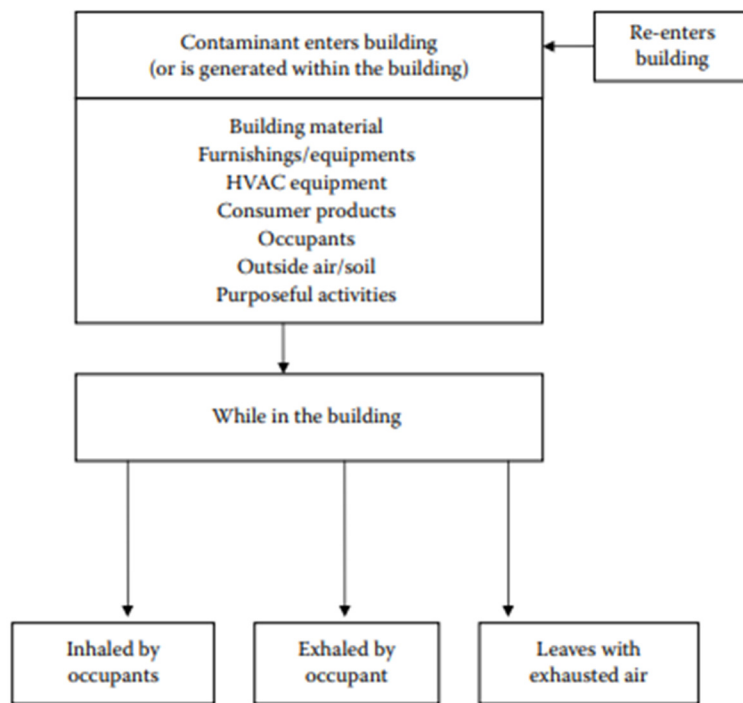 Contaminant enters building
(or is generated within the building)
Re-enters
building
Building material
Furnishings/equipments
HVAC equipment
Consumer products
Occupants
Outside air/soil
Purposeful activities
While in the building
Inhaled by
occupants
Exhaled by
occupant
Leaves with
exhausted air